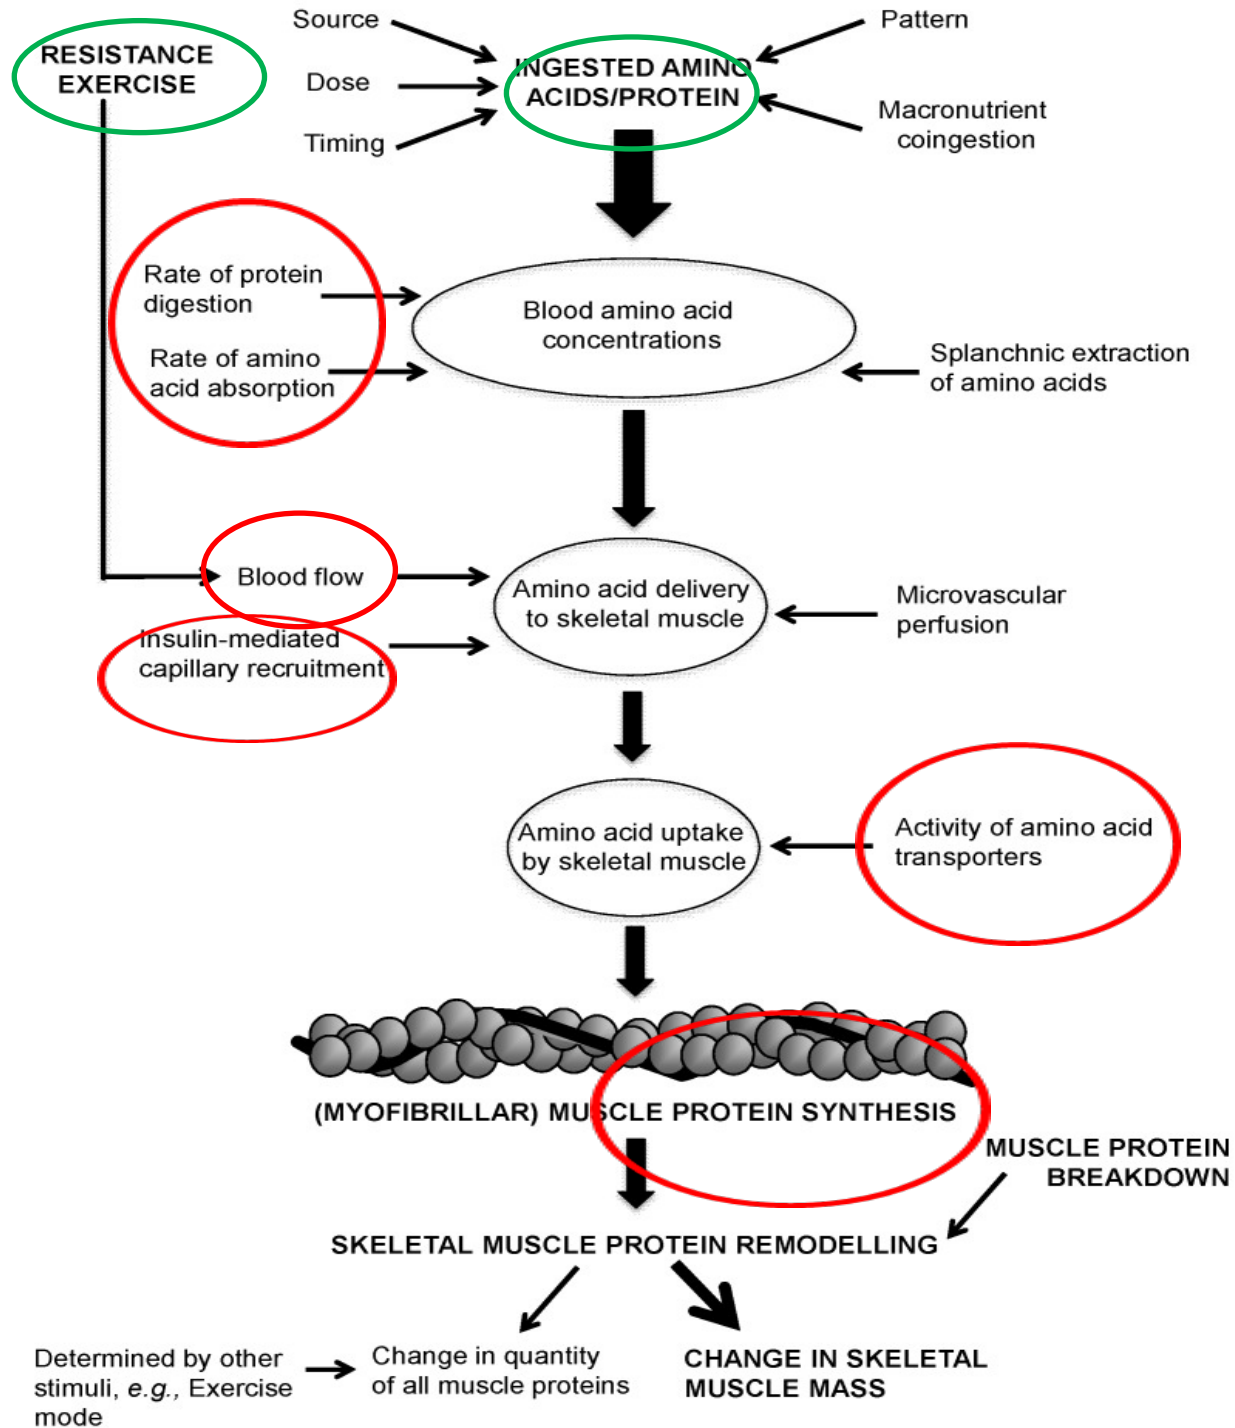 Source
Pattern
RESISTANCE
EXERCISE
INGESTED AMINO
ACIDS/PROTEIN
Dose
Timing
Macronutrient
coingestion
Rate of protein
digestion
Blood amino acid
concentrations
Rate of amino
acid absorption
Splanchnic extraction
of amino acids
Blood flow
Amino acid delivery
to skeletal muscle
Microvascular
perfusion
Insulin-mediated
capillary recruitment
Amino acid uptake
by skeletal muscle
Activity of amino acid
transporters
(MYOFIBRILLAR) MUSCLE PROTEIN SYNTHESIS
MUSCLE PROTEIN
BREAKDOWN
SKELETAL MUSCLE PROTEIN REMODELLING
Determined by other
stimuli, e.g., Exercise
mode
Change in quantity
of all muscle proteins
CHANGE IN SKELETAL
MUSCLE MASS